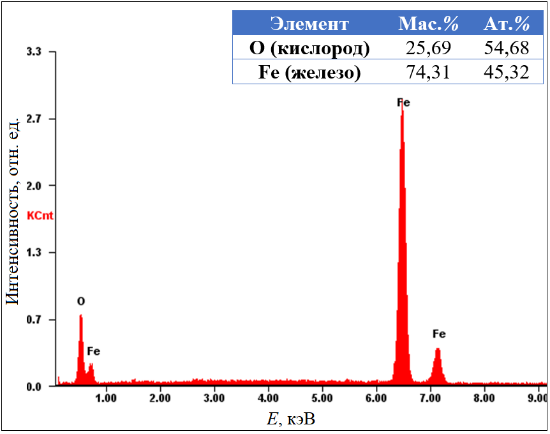 Элемент Мас.% Ат.%
O (кислород) 25,69 54,68
Fe (железо) 74,31 45,32
Интенсивность, отн. ед.
KCnt
3.3
2.7
2.0
1.3
0.7
0.0
O
Fe
Fe
Fe
1.00 2.00 3.00 4.00 5.00 6.00 7.00 8.00 9.00
E, кэВ